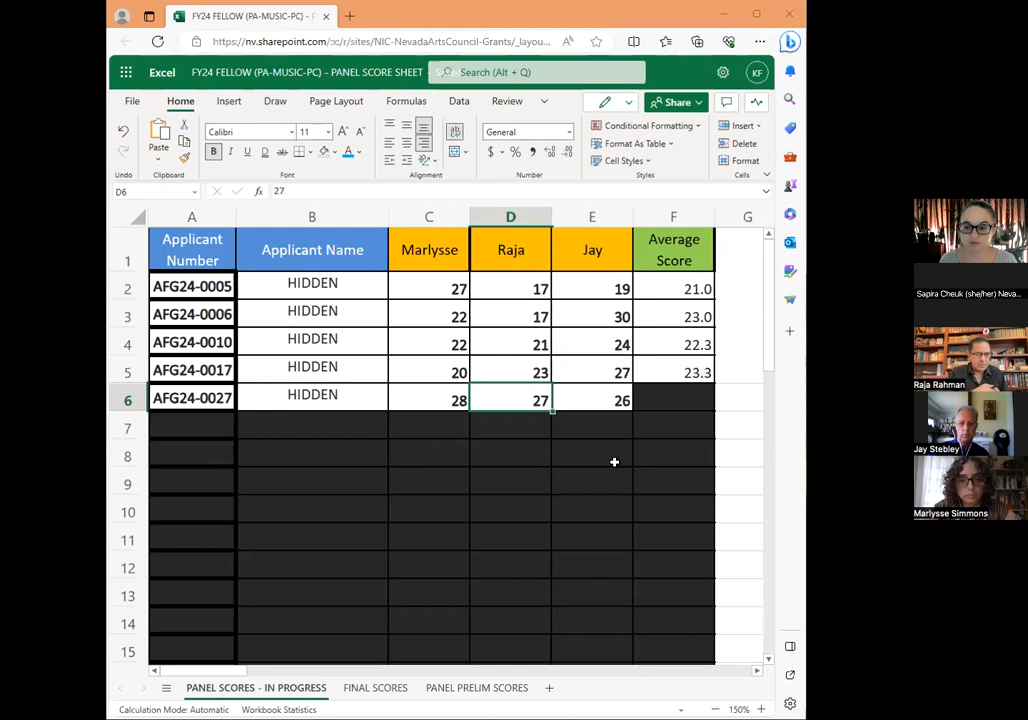 FY24 FELLOW (PA-MUSIC-PC) - F
https://nv.sharepoint.com/:x:/r/sites/NIC-NevadaArtsCouncil-Grants/_layou...
Excel
FY24 FELLOW (PA-MUSIC-PC) - PANEL SCORE SHEET
Search (Alt + Q)
KF
File
Home
Insert
Draw
Page Layout
Formulas
Data
Review
Share
Paste
Calibri
11
General
Conditional Formatting
Format As Table
Cell Styles
Insert
Delete
Format
Undo
Clipboard
Font
Alignment
Number
Styles
Cells
D6
fx
27
A B C D E F G
1 Applicant Number Applicant Name Marlysse Raja Jay Average Score
2 AFG24-0005 HIDDEN 27 17 19 21.0
3 AFG24-0006 HIDDEN 22 17 30 23.0
4 AFG24-0010 HIDDEN 22 21 24 22.3
5 AFG24-0017 HIDDEN 20 23 27 23.3
6 AFG24-0027 HIDDEN 28 27 26
7
8
9
10
11
12
13
14
15
PANEL SCORES - IN PROGRESS
FINAL SCORES
PANEL PRELIM SCORES
Calculation Mode: Automatic
Workbook Statistics
150%
Sapira Cheuk (she/her) Neva...
Raja Rahman
Jay Stebley
Marlysse Simmons